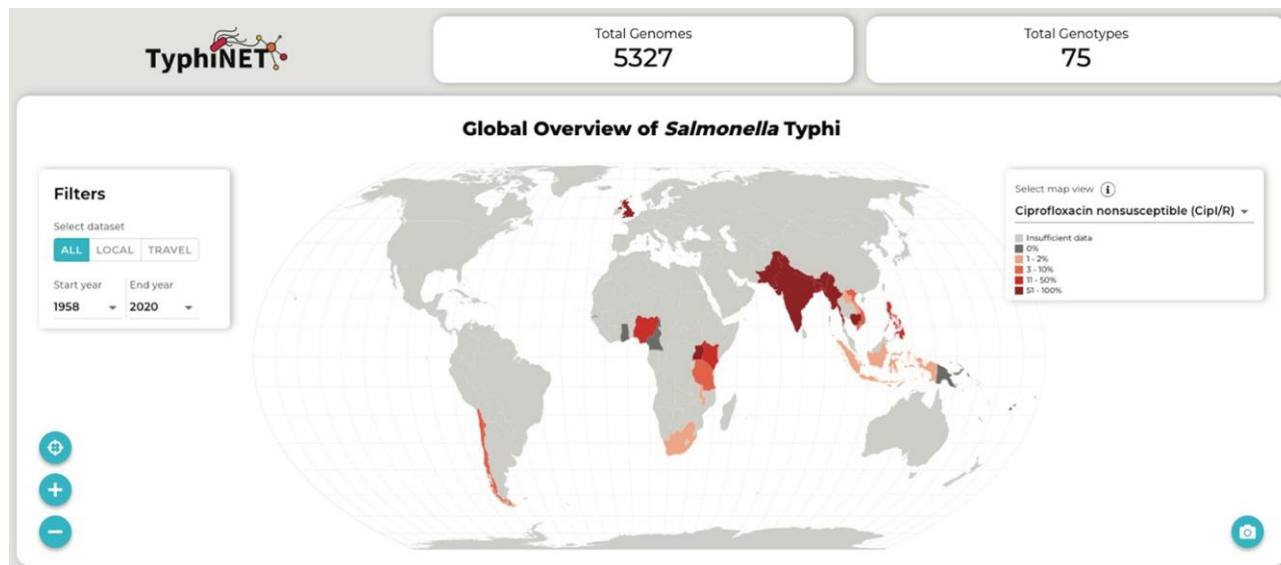 TyphiNET
Total Genomes
5327
Total Genotypes
75
Global Overview of Salmonella Typhi
Filters
Select dataset
ALL LOCAL TRAVEL
Start year End year
1958 2020
Select map view i
Ciprofloxacin nonsusceptible (CipI/R)
Insufficient data
0%
1 - 2%
3 - 10%
11 - 50%
51 - 100%